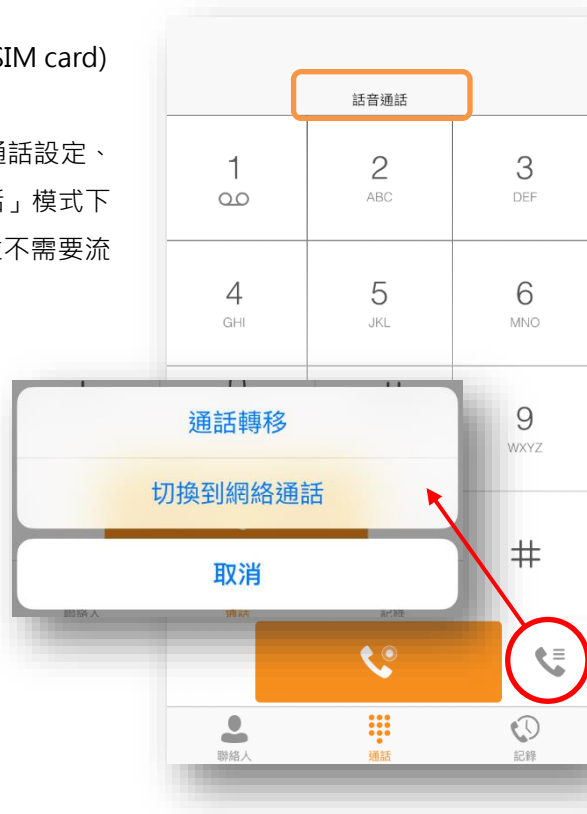 SIM card)
通話設定、
話」模式下
不需要流
話音通話
1
2
ABC
3
DEF
4
GHI
5
JKL
6
MNO
9
WXYZ
#
通話轉移
切換到網絡通話
取消
聯絡人
通話
記錄
聯絡人
通話
記錄